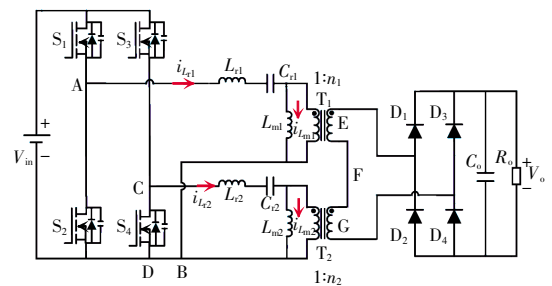 S1
S3
iLr1
Lr1
Cr1
1:n1
A
T1
E
D1
D3
Lm1
iLm1
+
Vin
−
Co
Ro
+
Vo
−
F
C
iLr2
Lr2
Cr2
G
S2
S4
Lm2
iLm2
D2
D4
D
B
T2
1:n2